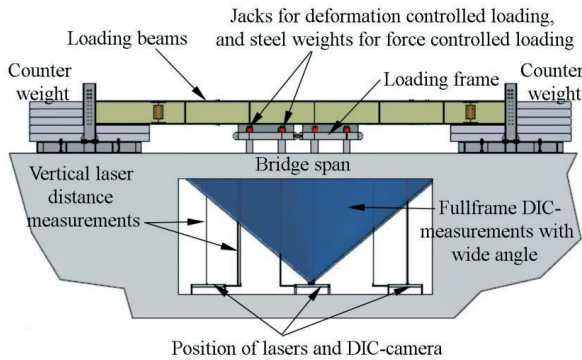 Jacks for deformation controlled loading,
and steel weights for force controlled loading
Loading beams
Counter
weight
Loading frame
Counter
weight
Bridge span
Vertical laser
distance
measurements
Fullframe DIC-
measurements with
wide angle
Position of lasers and DIC-camera